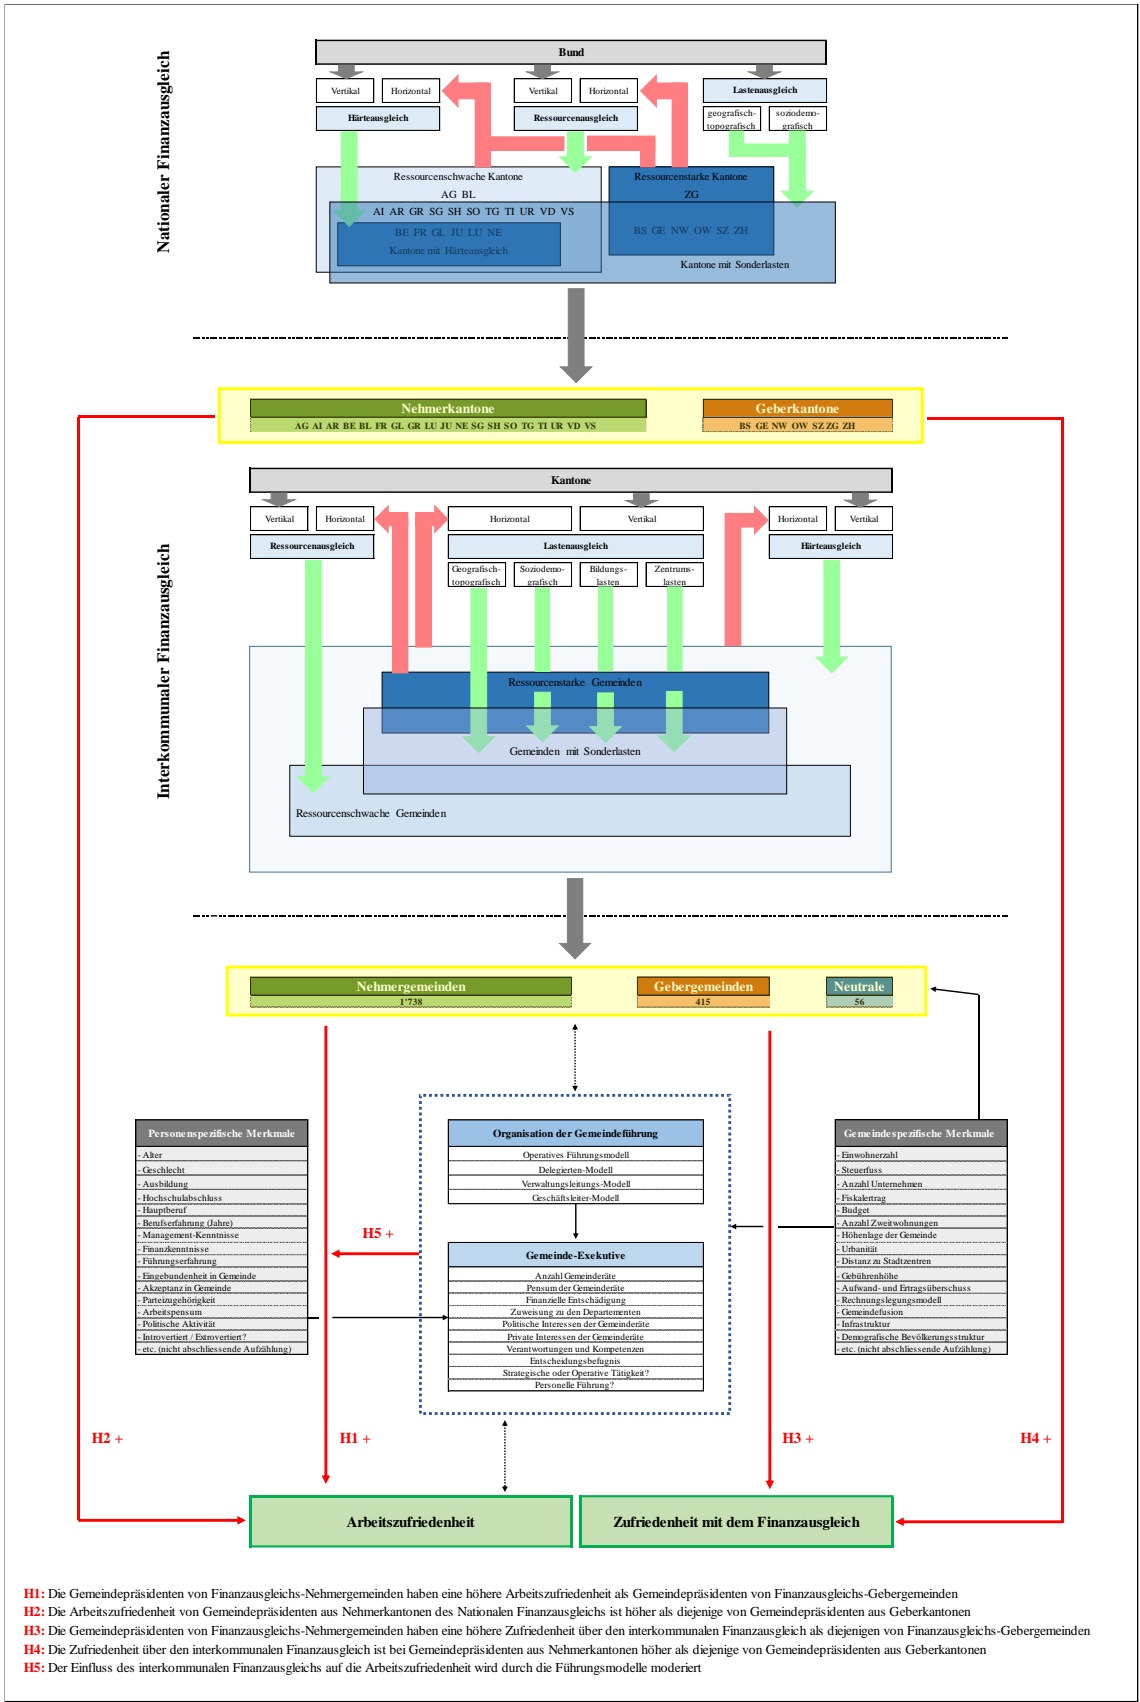 Nationaler Finanzausgleich
Bund
Vertikal
Horizontal
Härteausgleich
Vertikal
Horizontal
Ressourcenausgleich
Lastenausgleich
geografisch-
topografisch
soziodemo-
grafisch
Ressourcenschwache Kantone
AG BL
AI AR GR SG SH SO TG TI UR VD VS
BE FR GL JU LU NE
Kantone mit Härteausgleich
Ressourcenstarke Kantone
ZG
BS GE NW OW SZ ZH
Kantone mit Sonderlasten
Nehmerkantone
AG AI AR BE BL FR GL GR LU JU NE SG SH SO TG TI UR VD VS
Geberkantone
BS GE NW OW SZ ZG ZH
Interkommunaler Finanzausgleich
Kantone
Vertikal
Horizontal
Ressourcenausgleich
Horizontal
Vertikal
Lastenausgleich
Geografisch-
topografisch
Soziodemo-
grafisch
Bildungs-
lasten
Zentrums-
lasten
Horizontal
Vertikal
Härteausgleich
Ressourcenstarke Gemeinden
Gemeinden mit Sonderlasten
Ressourcenschwache Gemeinden
Nehmergemeinden
1'738
Gebergemeinden
415
Neutrale
56
Personenspezifische Merkmale
- Alter
- Geschlecht
- Ausbildung
- Hochschulabschluss
- Hauptberuf
- Berufserfahrung (Jahre)
- Management-Kenntnisse
- Finanzkenntnisse
- Führungserfahrung
- Eingebundenheit in Gemeinde
- Akzeptanz in Gemeinde
- Parteizugehörigkeit
- Arbeitspensum
- Politische Aktivität
- Introvertiert / Extrovertiert?
- etc. (nicht abschliessende Aufzählung)
Organisation der Gemeindeführung
Operatives Führungsmodell
Delegierten-Modell
Verwaltungsleitungs-Modell
Geschäftsleiter-Modell
Gemeinde-Exekutive
Anzahl Gemeinderäte
Pensum der Gemeinderäte
Finanzielle Entschädigung
Zuweisung zu den Departementen
Politische Interessen der Gemeinderäte
Private Interessen der Gemeinderäte
Verantwortungen und Kompetenzen
Entscheidungsbefugnis
Strategische oder Operative Tätigkeit?
Personelle Führung?
Gemeindespezifische Merkmale
- Einwohnerzahl
- Steuerfuss
- Anzahl Unternehmen
- Fiskalertrag
- Budget
- Anzahl Zweitwohnungen
- Höhenlage der Gemeinde
- Urbanität
- Distanz zu Stadtzentren
- Gebührenhöhe
- Aufwand- und Ertragsüberschuss
- Rechnungslegungsmodell
- Gemeindefusion
- Infrastruktur
- Demografische Bevölkerungsstruktur
- etc. (nicht abschliessende Aufzählung)
H5 +
H2 +
H1 +
H3 +
H4 +
Arbeitszufriedenheit
Zufriedenheit mit dem Finanzausgleich
H1: Die Gemeindepräsidenten von Finanzausgleichs-Nehmergemeinden haben eine höhere Arbeitszufriedenheit als Gemeindepräsidenten von Finanzausgleichs-Gebergemeinden
H2: Die Arbeitszufriedenheit von Gemeindepräsidenten aus Nehmerkantonen des Nationalen Finanzausgleichs ist höher als diejenige von Gemeindepräsidenten aus Geberkantonen
H3: Die Gemeindepräsidenten von Finanzausgleichs-Nehmergemeinden haben eine höhere Zufriedenheit über den interkommunalen Finanzausgleich als diejenigen von Finanzausgleichs-Gebergemeinden
H4: Die Zufriedenheit über den interkommunalen Finanzausgleich ist bei Gemeindepräsidenten aus Nehmerkantonen höher als diejenige von Gemeindepräsidenten aus Geberkantonen
H5: Der Einfluss des interkommunalen Finanzausgleichs auf die Arbeitszufriedenheit wird durch die Führungsmodelle moderiert